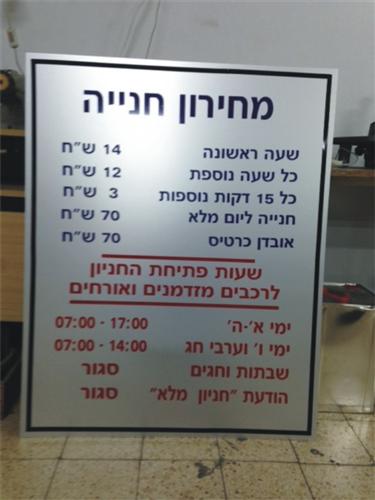 מחירון חנייה
שעה ראשונה 14 ש״ח
כל שעה נוספת 12 ש״ח
כל 15 דקות נוספות 3 ש״ח
חנייה ליום מלא 70 ש״ח
אובדן כרטיס 70 ש״ח
שעות פתיחת החניון
לרכבים מזדמנים ואורחים
ימי א׳-ה׳ 07:00 - 17:00
ימי ו׳ וערבי חג 07:00 - 14:00
שבתות וחגים סגור
הודעת ״חניון מלא״ סגור